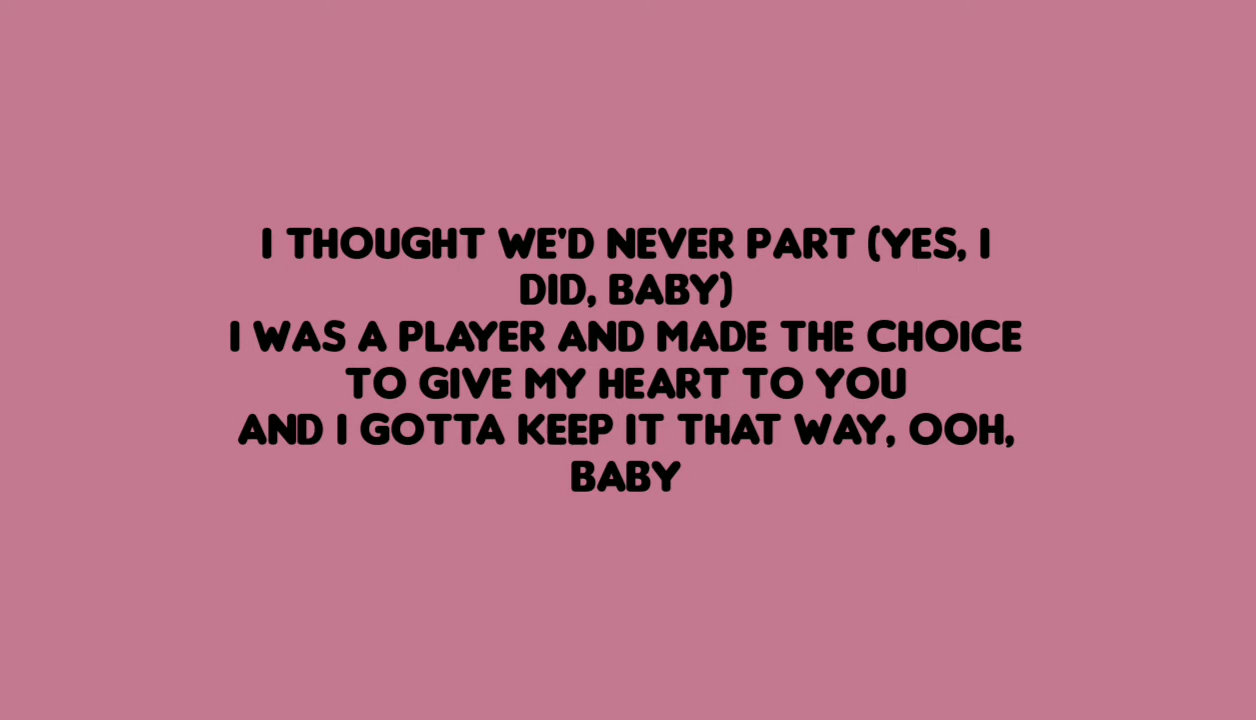 I THOUGHT WE'D NEVER PART (YES, I
DID, BABY)
I WAS A PLAYER AND MADE THE CHOICE
TO GIVE MY HEART TO YOU
AND I GOTTA KEEP IT THAT WAY, OOH,
BABY